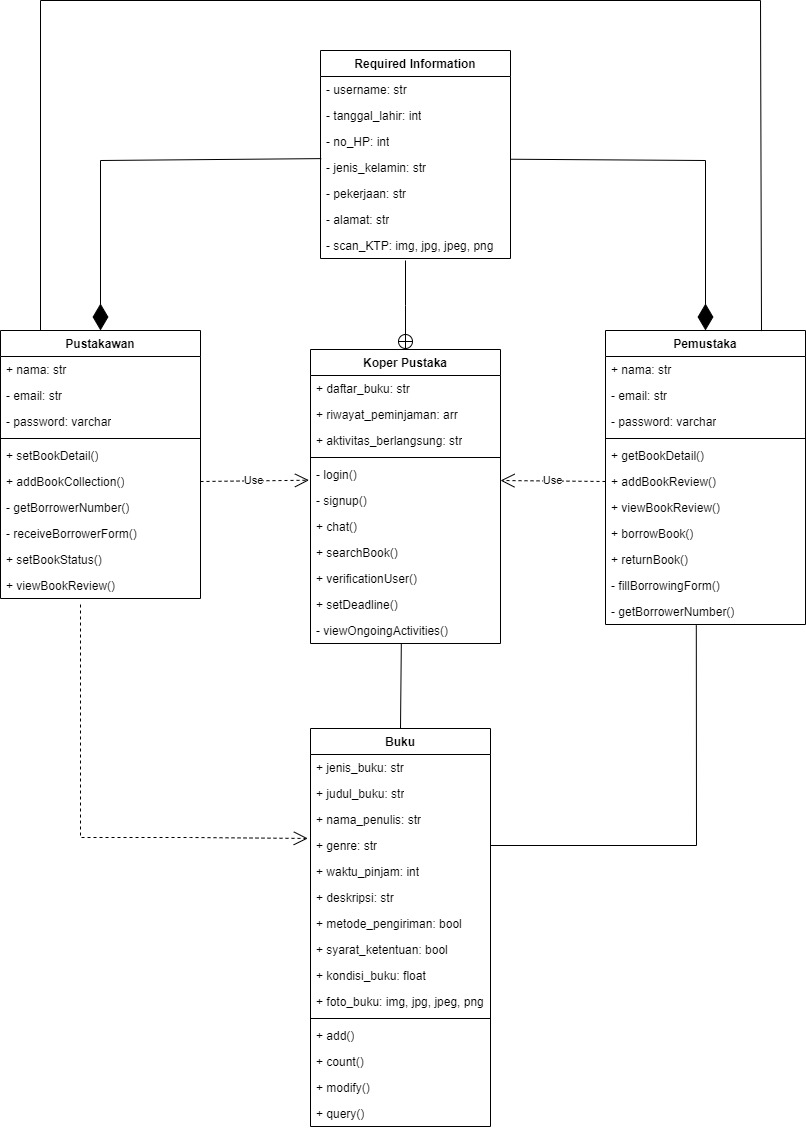 Required Information
- username: str
- tanggal_lahir: int
- no_HP: int
- jenis_kelamin: str
- pekerjaan: str
- alamat: str
- scan_KTP: img, jpg, jpeg, png
Pustakawan
+ nama: str
- email: str
- password: varchar
+ setBookDetail()
+ addBookCollection()
- getBorrowerNumber()
- receiveBorrowerForm()
+ setBookStatus()
+ viewBookReview()
Use
Koper Pustaka
+ daftar_buku: str
+ riwayat_peminjaman: arr
+ aktivitas_berlangsung: str
- login()
- signup()
+ chat()
+ searchBook()
+ verificationUser()
+ setDeadline()
- viewOngoingActivities()
Use
Pemustaka
+ nama: str
- email: str
- password: varchar
+ getBookDetail()
+ addBookReview()
+ viewBookReview()
+ borrowBook()
+ returnBook()
- fillBorrowingForm()
- getBorrowerNumber()
Buku
+ jenis_buku: str
+ judul_buku: str
+ nama_penulis: str
+ genre: str
+ waktu_pinjam: int
+ deskripsi: str
+ metode_pengiriman: bool
+ syarat_ketentuan: bool
+ kondisi_buku: float
+ foto_buku: img, jpg, jpeg, png
+ add()
+ count()
+ modify()
+ query()